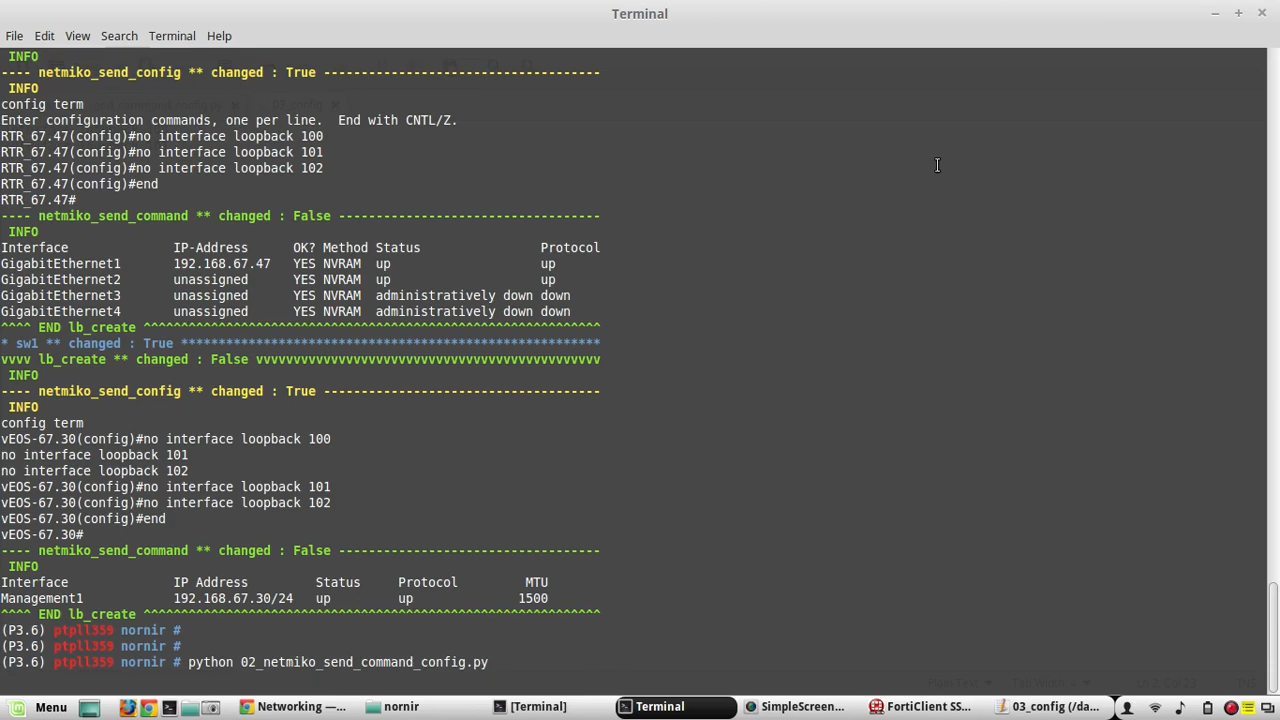 Terminal
File Edit View Search Terminal Help
INFO
---- netmiko_send_config ** changed : True -------------------------------------
INFO
config term
Enter configuration commands, one per line.  End with CNTL/Z.
RTR_67.47(config)#no interface loopback 100
RTR_67.47(config)#no interface loopback 101
RTR_67.47(config)#no interface loopback 102
RTR_67.47(config)#end
RTR_67.47#
---- netmiko_send_command ** changed : False -----------------------------------
INFO
Interface              IP-Address      OK? Method Status                Protocol
GigabitEthernet1       192.168.67.47   YES NVRAM  up                    up
GigabitEthernet2       unassigned      YES NVRAM  up                    up
GigabitEthernet3       unassigned      YES NVRAM  administratively down down
GigabitEthernet4       unassigned      YES NVRAM  administratively down down
^^^^ END lb_create ^^^^^^^^^^^^^^^^^^^^^^^^^^^^^^^^^^^^^^^^^^^^^^^^^^^^^^^^^^^^^
* sw1 ** changed : True ********************************************************
vvvv lb_create ** changed : False vvvvvvvvvvvvvvvvvvvvvvvvvvvvvvvvvvvvvvvvvvvvvv
INFO
---- netmiko_send_config ** changed : True -------------------------------------
INFO
config term
vEOS-67.30(config)#no interface loopback 100
no interface loopback 101
no interface loopback 102
vEOS-67.30(config)#no interface loopback 101
vEOS-67.30(config)#no interface loopback 102
vEOS-67.30(config)#end
vEOS-67.30#
---- netmiko_send_command ** changed : False -----------------------------------
INFO
Interface              IP Address         Status     Protocol         MTU
Management1            192.168.67.30/24   up         up               1500
^^^^ END lb_create ^^^^^^^^^^^^^^^^^^^^^^^^^^^^^^^^^^^^^^^^^^^^^^^^^^^^^^^^^^^^^
(P3.6) ptpll359 nornir #
(P3.6) ptpll359 nornir #
(P3.6) ptpll359 nornir # python 02_netmiko_send_command_config.py
Menu Networking —... nornir [Terminal] Terminal SimpleScreen... FortiClient SS... 03_config (/da...